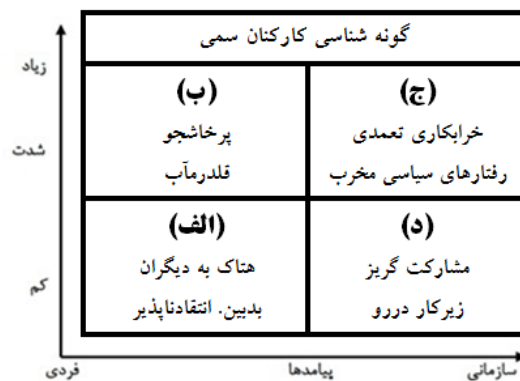 گونه شناسی کارکنان سمی
زیاد
شدت
کم
(ج)
خرابکاری تعمدی
رفتارهای سیاسی مخرب
(ب)
پرخاشجو
قلدرمآب
(د)
مشارکت گریز
زیرکار دررو
(الف)
هتاک به دیگران
بدبین. انتقادناپذیر
سازمانی
پیامدها
فردی